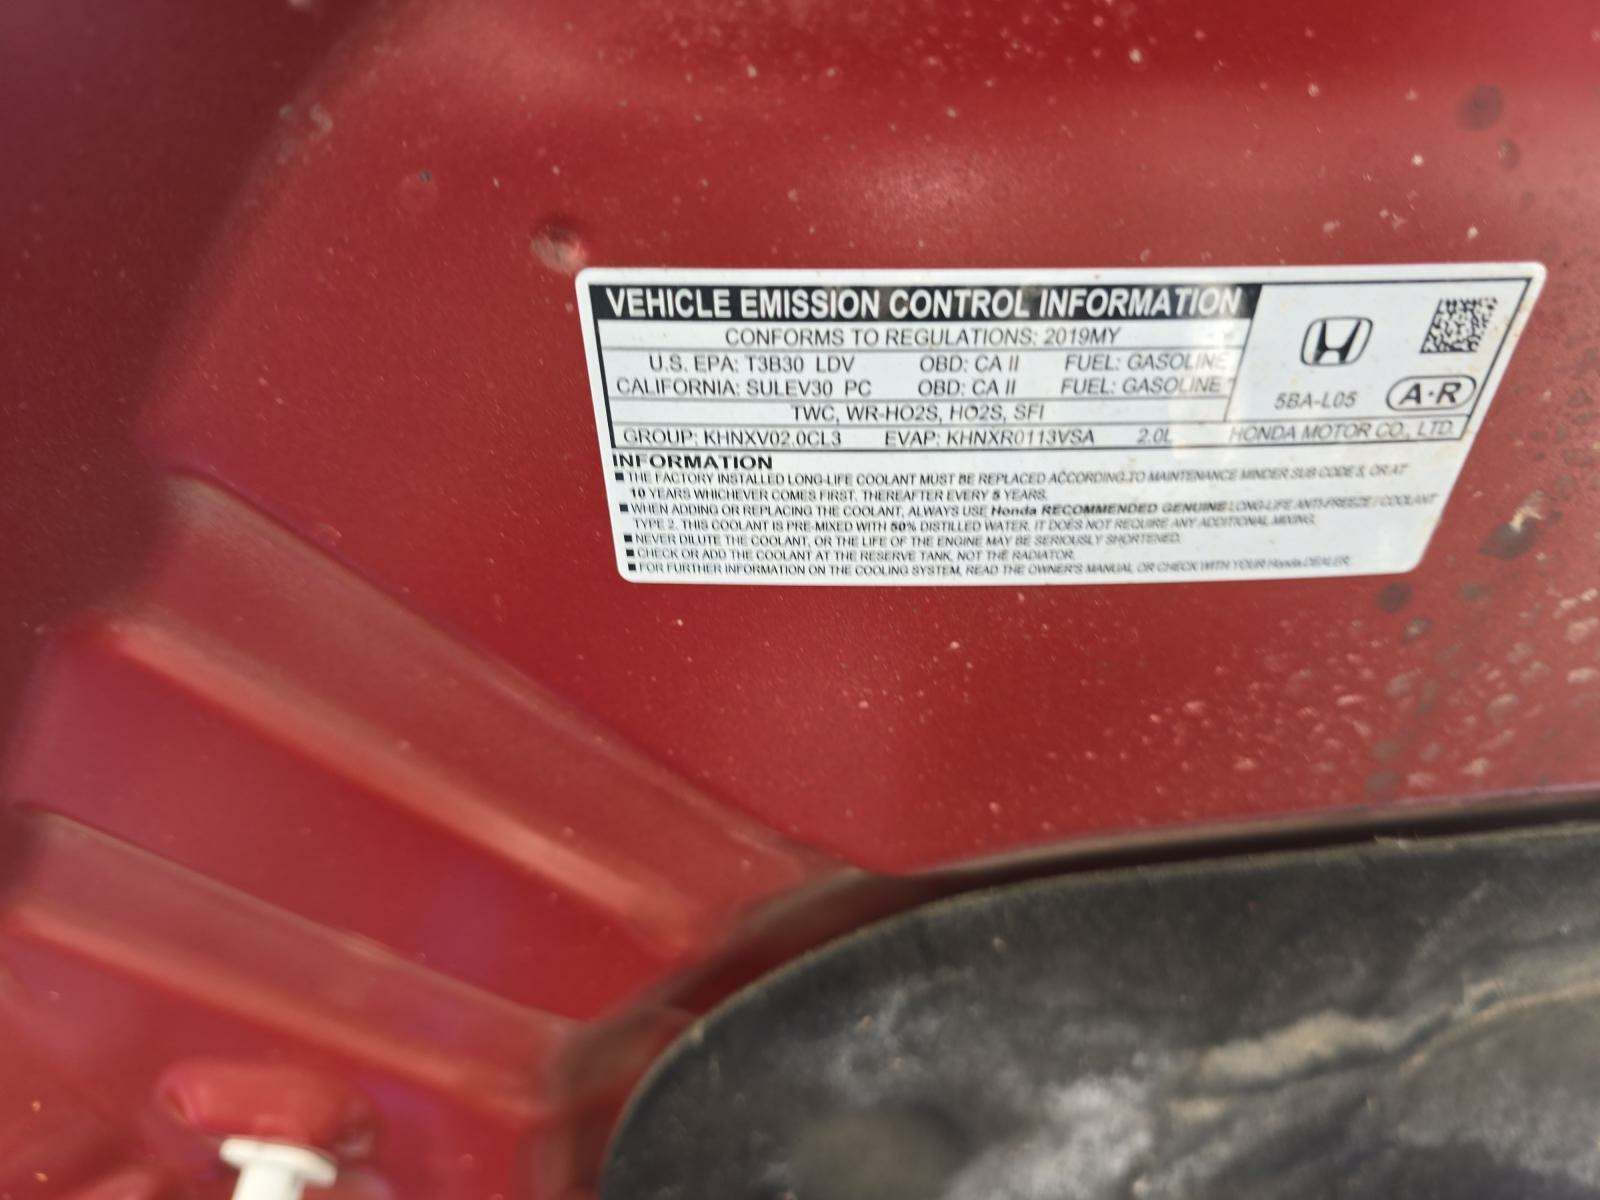 VEHICLE EMISSION CONTROL INFORMATION
CONFORMS TO REGULATIONS: 2019MY
U.S. EPA: T3B30 LDV OBD: CA II FUEL: GASOLINE
CALIFORNIA: SULEV30 PC OBD: CA II FUEL: GASOLINE
TWC, WR-HO2S, HO2S, SFI
5BA-L05 A·R
GROUP: KHNXV02.0CL3 EVAP: KHNXR0113VSA 2.0L HONDA MOTOR CO., LTD.
INFORMATION
■ THE FACTORY INSTALLED LONG-LIFE COOLANT MUST BE REPLACED ACCORDING TO MAINTENANCE MINDER SUB CODE 5, OR AT
10 YEARS WHICHEVER COMES FIRST, THEREAFTER EVERY 5 YEARS.
■ WHEN ADDING OR REPLACING THE COOLANT, ALWAYS USE Honda RECOMMENDED GENUINE LONG-LIFE ANTI-FREEZE / COOLANT
TYPE 2. THIS COOLANT IS PRE-MIXED WITH 50% DISTILLED WATER. IT DOES NOT REQUIRE ANY ADDITIONAL MIXING.
■ NEVER DILUTE THE COOLANT, OR THE LIFE OF THE ENGINE MAY BE SERIOUSLY SHORTENED.
■ CHECK OR ADD THE COOLANT AT THE RESERVE TANK, NOT THE RADIATOR.
■ FOR FURTHER INFORMATION ON THE COOLING SYSTEM, READ THE OWNER'S MANUAL OR CHECK WITH YOUR Honda DEALER.